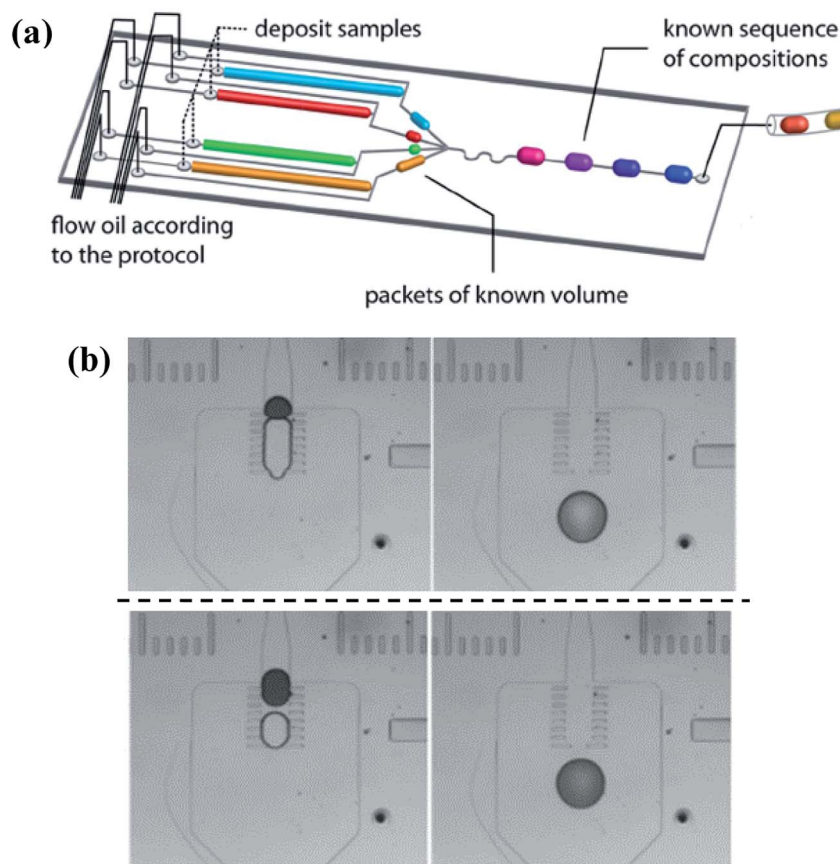 (a)
deposit samples
known sequence
of compositions
flow oil according
to the protocol
packets of known volume
(b)